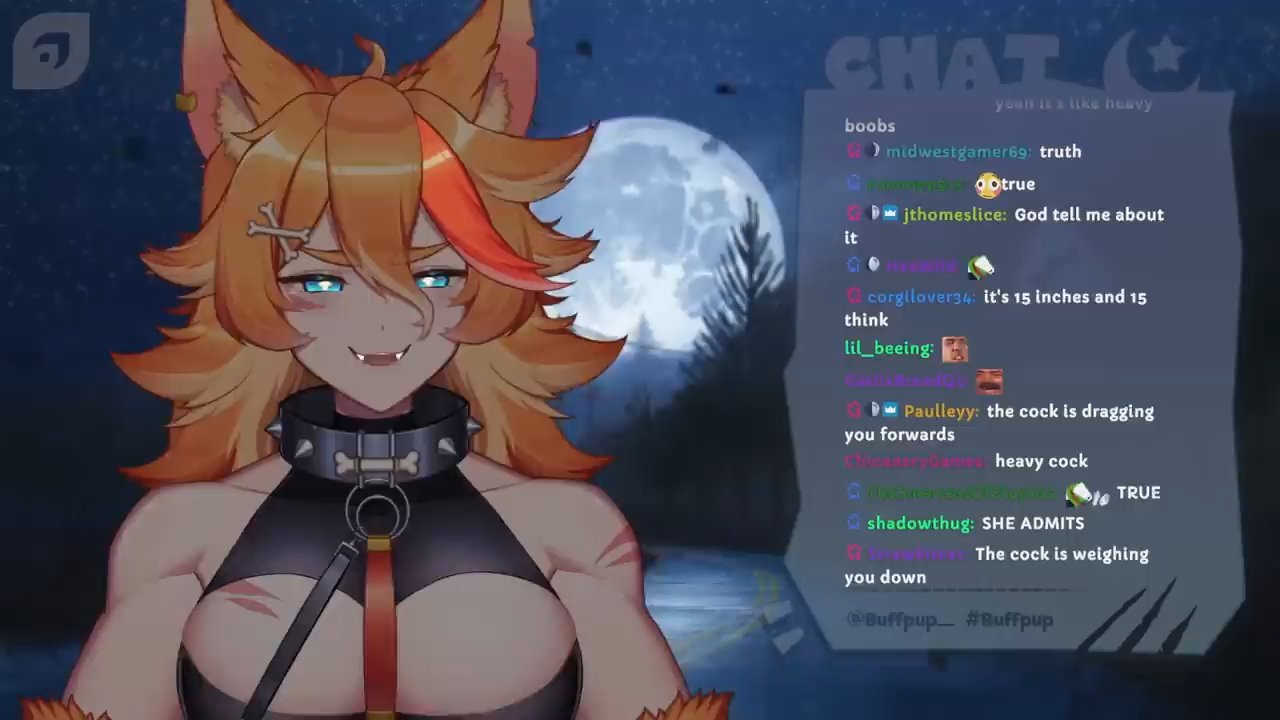 CHAT
yeah it's like heavy
boobs
midwestgamer69: truth
true
jthomeslice: God tell me about
it
corgilover34: it's 15 inches and 15
think
lil_beeing:
Paulleyy: the cock is dragging
you forwards
heavy cock
TRUE
shadowthug: SHE ADMITS
The cock is weighing
you down
@Buffpup__ #Buffpup